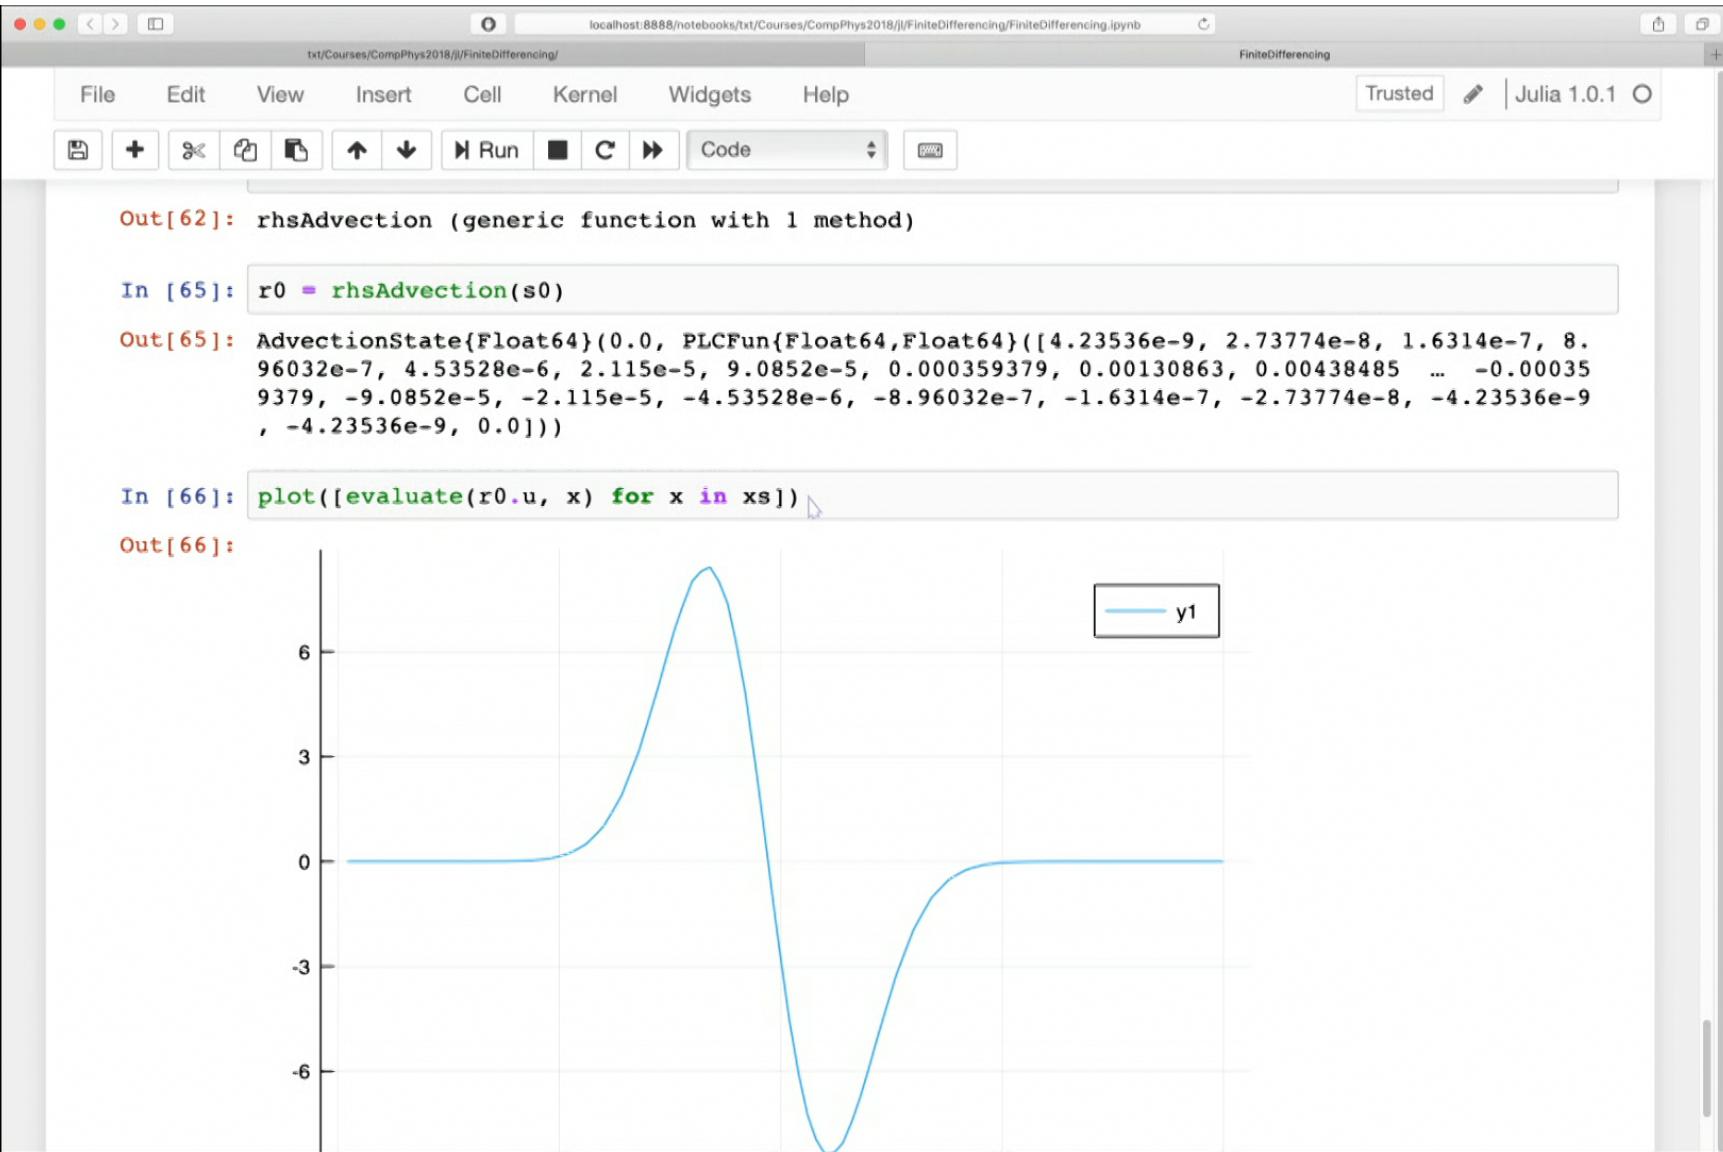 localhost:8888/notebooks/txt/Courses/CompPhys2018/jl/FiniteDifferencing/FiniteDifferencing.ipynb
txt/Courses/CompPhys2018/jl/FiniteDifferencing/ FiniteDifferencing
File Edit View Insert Cell Kernel Widgets Help Trusted Julia 1.0.1
Run Code
Out[62]: rhsAdvection (generic function with 1 method)
In [65]: r0 = rhsAdvection(s0)
Out[65]: AdvectionState{Float64}(0.0, PLCFun{Float64,Float64}([4.23536e-9, 2.73774e-8, 1.6314e-7, 8.
96032e-7, 4.53528e-6, 2.115e-5, 9.0852e-5, 0.000359379, 0.00130863, 0.00438485 … -0.00035
9379, -9.0852e-5, -2.115e-5, -4.53528e-6, -8.96032e-7, -1.6314e-7, -2.73774e-8, -4.23536e-9
, -4.23536e-9, 0.0]))
In [66]: plot([evaluate(r0.u, x) for x in xs])
Out[66]:
y1
6
3
0
-3
-6